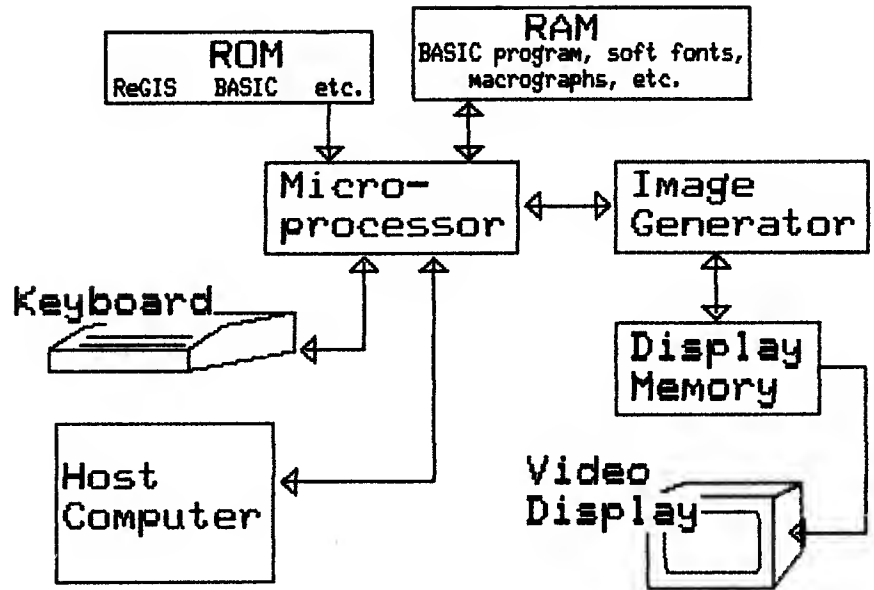 ROM
ReGIS BASIC etc.
RAM
BASIC program, soft fonts,
macrographs, etc.
Micro-
processor
Image
Generator
Keyboard
Display
Memory
Host
Computer
Video
Display